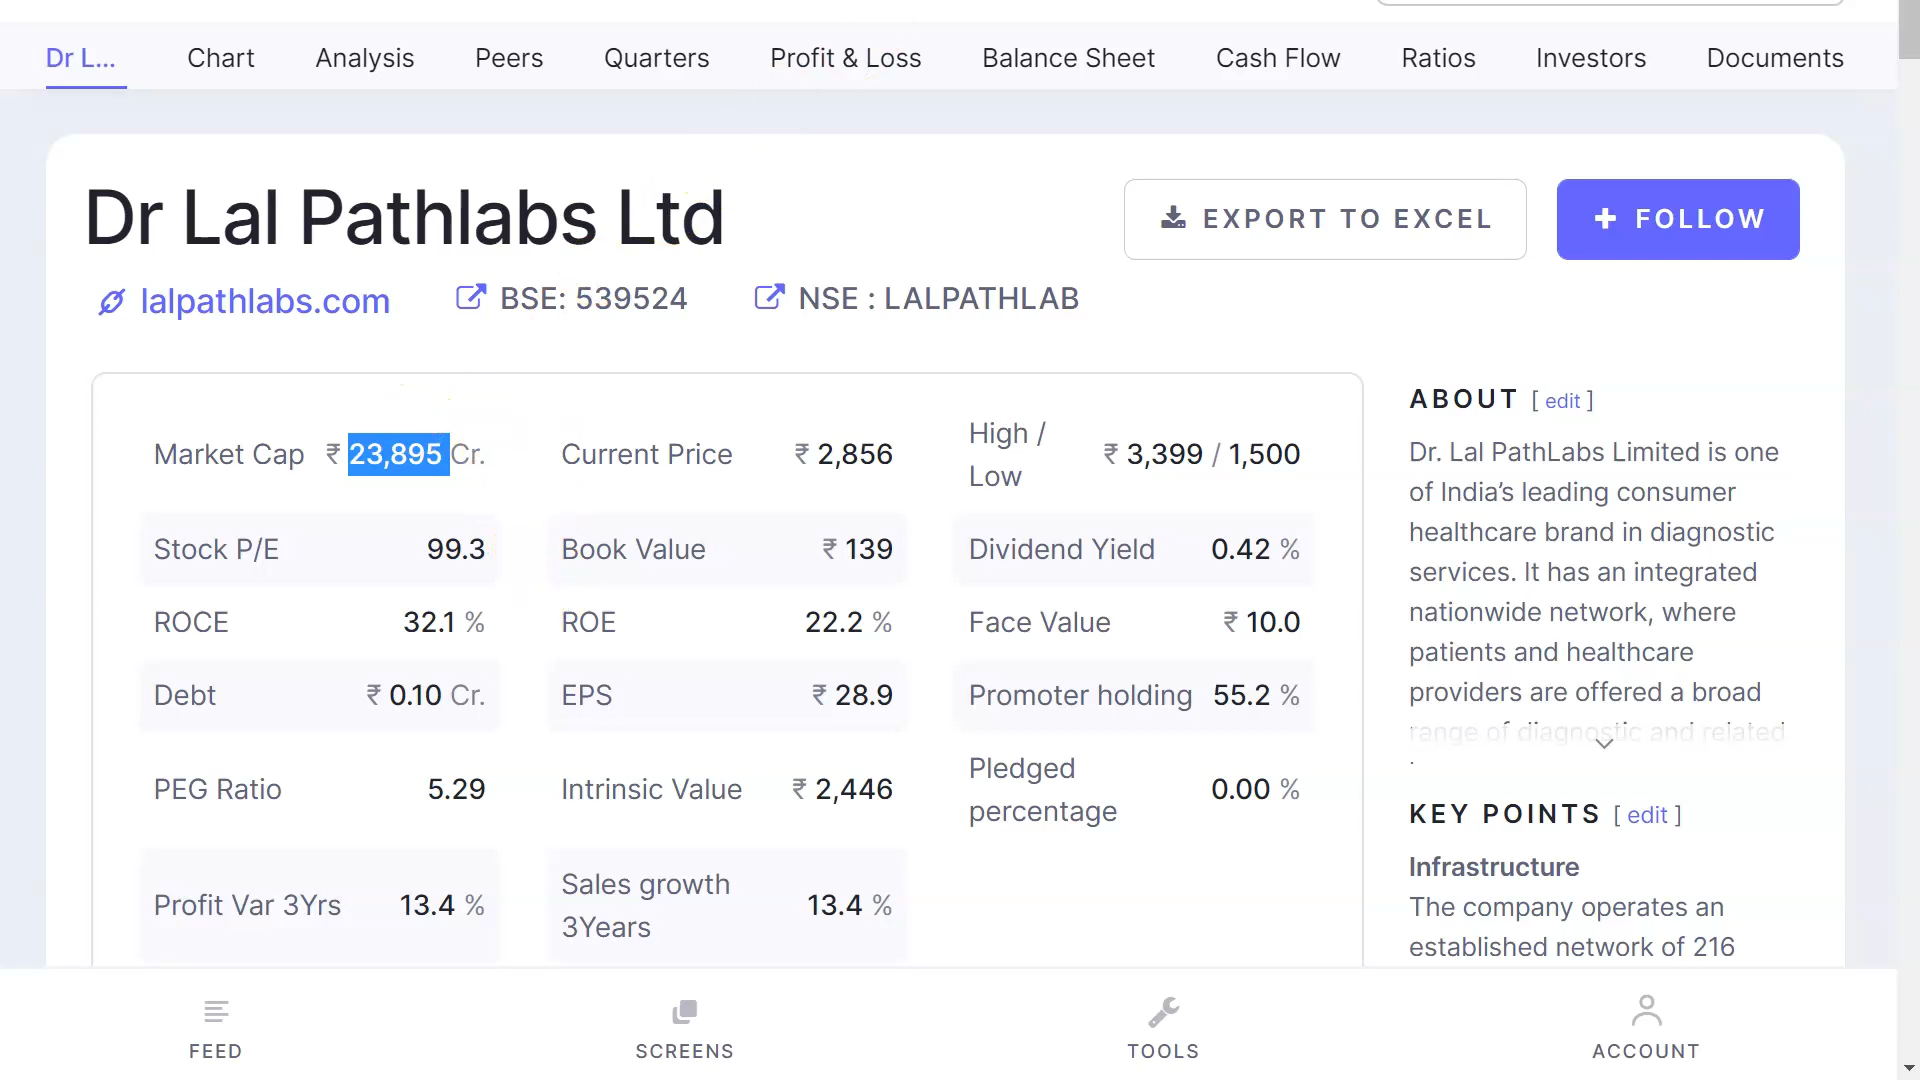 Dr L... Chart Analysis Peers Quarters Profit & Loss Balance Sheet Cash Flow Ratios Investors Documents
Dr Lal Pathlabs Ltd
EXPORT TO EXCEL
FOLLOW
lalpathlabs.com BSE: 539524 NSE : LALPATHLAB
Market Cap ₹ 23,895 Cr.
Current Price ₹ 2,856
High /
Low ₹ 3,399 / 1,500
Stock P/E 99.3
Book Value ₹ 139
Dividend Yield 0.42 %
ROCE 32.1 %
ROE 22.2 %
Face Value ₹ 10.0
Debt ₹ 0.10 Cr.
EPS ₹ 28.9
Promoter holding 55.2 %
PEG Ratio 5.29
Intrinsic Value ₹ 2,446
Pledged
percentage 0.00 %
Profit Var 3Yrs 13.4 %
Sales growth
3Years 13.4 %
ABOUT [ edit ]
Dr. Lal PathLabs Limited is one
of India’s leading consumer
healthcare brand in diagnostic
services. It has an integrated
nationwide network, where
patients and healthcare
providers are offered a broad
range of diagnostic and related
KEY POINTS [ edit ]
Infrastructure
The company operates an
established network of 216
FEED SCREENS TOOLS ACCOUNT